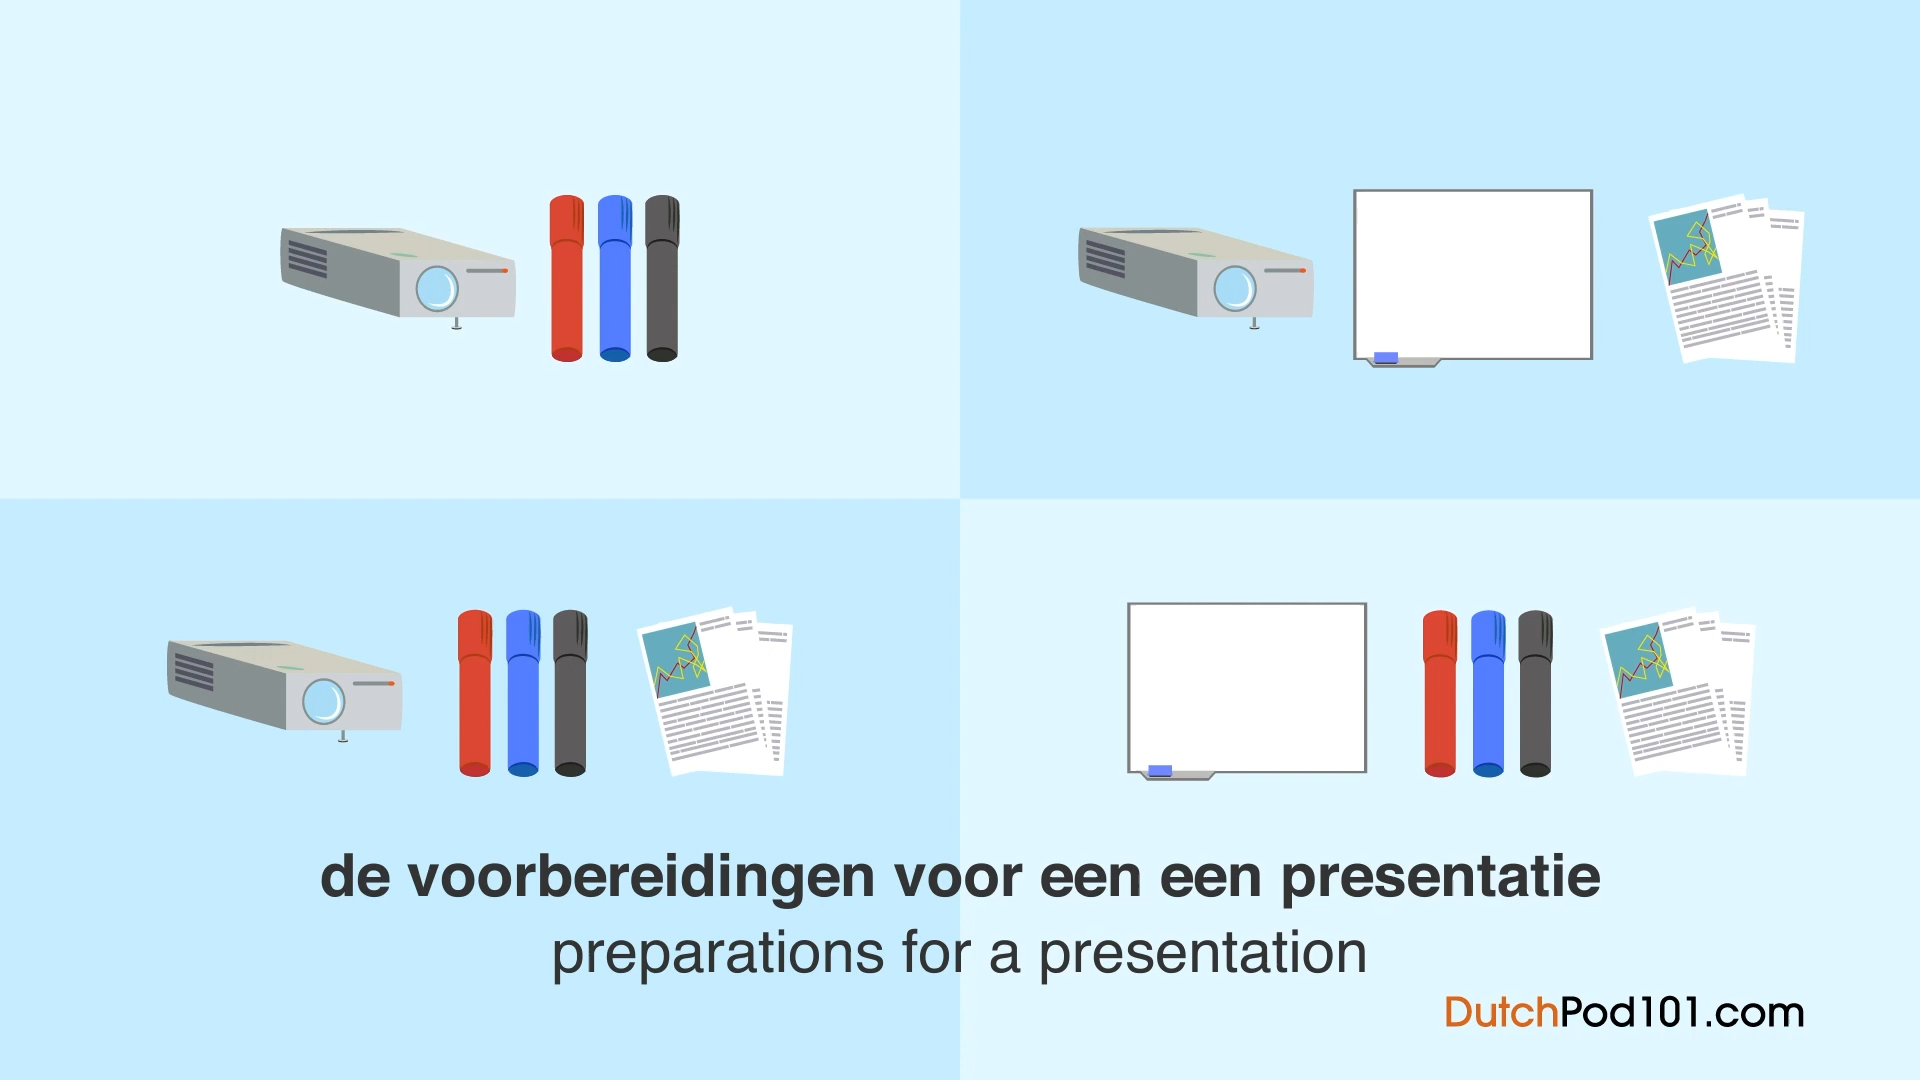 de voorbereidingen voor een een presentatie
preparations for a presentation
DutchPod101.com